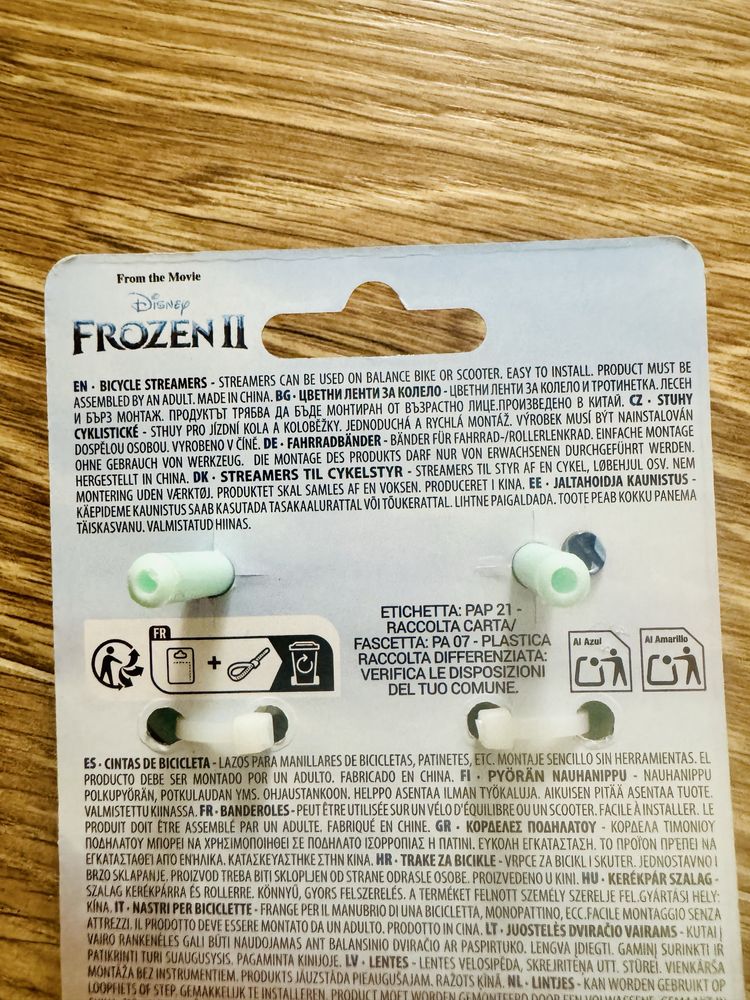 From the Movie
Disney
FROZEN II
EN · BICYCLE STREAMERS - STREAMERS CAN BE USED ON BALANCE BIKE OR SCOOTER. EASY TO INSTALL. PRODUCT MUST BE
ASSEMBLED BY AN ADULT. MADE IN CHINA. BG · ЦВЕТНИ ЛЕНТИ ЗА КОЛЕЛО - ЦВЕТНИ ЛЕНТИ ЗА КОЛЕЛО И ТРОТИНЕТКА. ЛЕСЕН
И БЪРЗ МОНТАЖ. ПРОДУКТЪТ ТРЯБВА ДА БЪДЕ МОНТИРАН ОТ ВЪЗРАСТНО ЛИЦЕ.ПРОИЗВЕДЕНО В КИТАЙ. CZ · STUHY
CYKLISTICKÉ - STHUY PRO JÍZDNÍ KOLA A KOLOBĚŽKY. JEDNODUCHÁ A RYCHLÁ MONTÁŽ. VÝROBEK MUSÍ BÝT NAINSTALOVÁN
DOSPĚLOU OSOBOU. VYROBENO V ČÍNĚ. DE · FAHRRADBÄNDER - BÄNDER FÜR FAHRRAD-/ROLLERLENKRAD. EINFACHE MONTAGE
OHNE GEBRAUCH VON WERKZEUG. DIE MONTAGE DES PRODUKTS DARF NUR VON ERWACHSENEN DURCHGEFÜHRT WERDEN.
HERGESTELLT IN CHINA. DK · STREAMERS TIL CYKELSTYR - STREAMERS TIL STYR AF EN CYKEL, LØBEHJUL OSV. NEM
MONTERING UDEN VÆRKTØJ. PRODUKTET SKAL SAMLES AF EN VOKSEN. PRODUCERET I KINA. EE · JALTAHOIDJA KAUNISTUS -
KÄEPIDEME KAUNISTUS SAAB KASUTADA TASAKAALURATTAL VÕI TÕUKERATTAL. LIHTNE PAIGALDADA. TOOTE PEAB KOKKU PANEMA
TÄISKASVANU. VALMISTATUD HIINAS.
FR
ETICHETTA: PAP 21 -
RACCOLTA CARTA/
FASCETTA: PA 07 - PLASTICA
RACCOLTA DIFFERENZIATA:
VERIFICA LE DISPOSIZIONI
DEL TUO COMUNE.
Al Azul
Al Amarillo
ES · CINTAS DE BICICLETA - LAZOS PARA MANILLARES DE BICICLETAS, PATINETES, ETC. MONTAJE SENCILLO SIN HERRAMIENTAS. EL
PRODUCTO DEBE SER MONTADO POR UN ADULTO. FABRICADO EN CHINA. FI · PYÖRÄN NAUHANIPPU - NAUHANIPPU
POLKUPYÖRÄN, POTKULAUDAN YMS. OHJAUSTANKOON. HELPPO ASENTAA ILMAN TYÖKALUJA. AIKUISEN PITÄÄ ASENTAA TUOTE.
VALMISTETTU KIINASSA. FR · BANDEROLES - PEUT ÊTRE UTILISÉE SUR UN VÉLO D'ÉQUILIBRE OU UN SCOOTER. FACILE À INSTALLER. LE
PRODUIT DOIT ÊTRE ASSEMBLÉ PAR UN ADULTE. FABRIQUÉ EN CHINE. GR · ΚΟΡΔΕΛΕΣ ΠΟΔΗΛΑΤΟΥ - ΚΟΡΔΕΛΑ ΤΙΜΟΝΙΟΥ
ΠΟΔΗΛΑΤΟΥ ΜΠΟΡΕΙ ΝΑ ΧΡΗΣΙΜΟΠΟΙΗΘΕΙ ΣΕ ΠΟΔΗΛΑΤΟ ΙΣΟΡΡΟΠΙΑΣ Η ΠΑΤΙΝΙ. ΕΥΚΟΛΗ ΕΓΚΑΤΑΣΤΑΣΗ. ΤΟ ΠΡΟΪΟΝ ΠΡΈΠΕΙ ΝΑ
ΕΓΚΑΤΑΣΤΑΘΕΊ ΑΠΌ ΕΝΉΛΙΚΑ. ΚΑΤΑΣΚΕΥΑΣΤΗΚΕ ΣΤΗΝ ΚΙΝΑ. HR · TRAKE ZA BICIKLE - VRPCE ZA BICIKL I SKUTER. JEDNOSTAVNO I
BRZO SKLAPANJE. PROIZVOD TREBA BITI SKLOPLJEN OD STRANE ODRASLE OSOBE. PROIZVEDENO U KINI. HU · KERÉKPÁR SZALAG -
SZALAG KERÉKPÁRRA ÉS ROLLERRE. KÖNNYŰ, GYORS FELSZERELÉS. A TERMÉKET FELNOTT SZEMÉLY SZERELJE FEL.GYÁRTÁSI HELY:
KÍNA. IT · NASTRI PER BICICLETTE - FRANGE PER IL MANUBRIO DI UNA BICICLETTA, MONOPATTINO, ECC.FACILE MONTAGGIO SENZA
ATTREZZI. IL PRODOTTO DEVE ESSERE MONTATO DA UN ADULTO. PRODOTTO IN CINA. LT · JUOSTELĖS DVIRAČIO VAIRAMS - KUTAI Į
VAIRO RANKENĖLES GALI BŪTI NAUDOJAMAS ANT BALANSINIO DVIRAČIO AR PASPIRTUKO. LENGVA ĮDIEGTI. GAMINĮ SURINKTI IR
PATIKRINTI TURI SUAUGUSYSIS. PAGAMINTA KINIJOJE. LV · LENTES - LENTES VELOSIPĒDA, SKREJRITEŅA UTT. STŪREI. VIENKĀRŠA
MONTĀŽA BEZ INSTRUMENTIEM. PRODUKTS JĀUZSTĀDA PIEAUGUŠAJAM. RAŽOTS ĶĪNĀ. NL · LINTJES - KAN WORDEN GEBRUIKT OP
LOOPFIETS OF STEP. GEMAKKELIJK TE INSTALLEREN. PRODUCT MOET WORDEN GEMONTEERD DOOR EEN